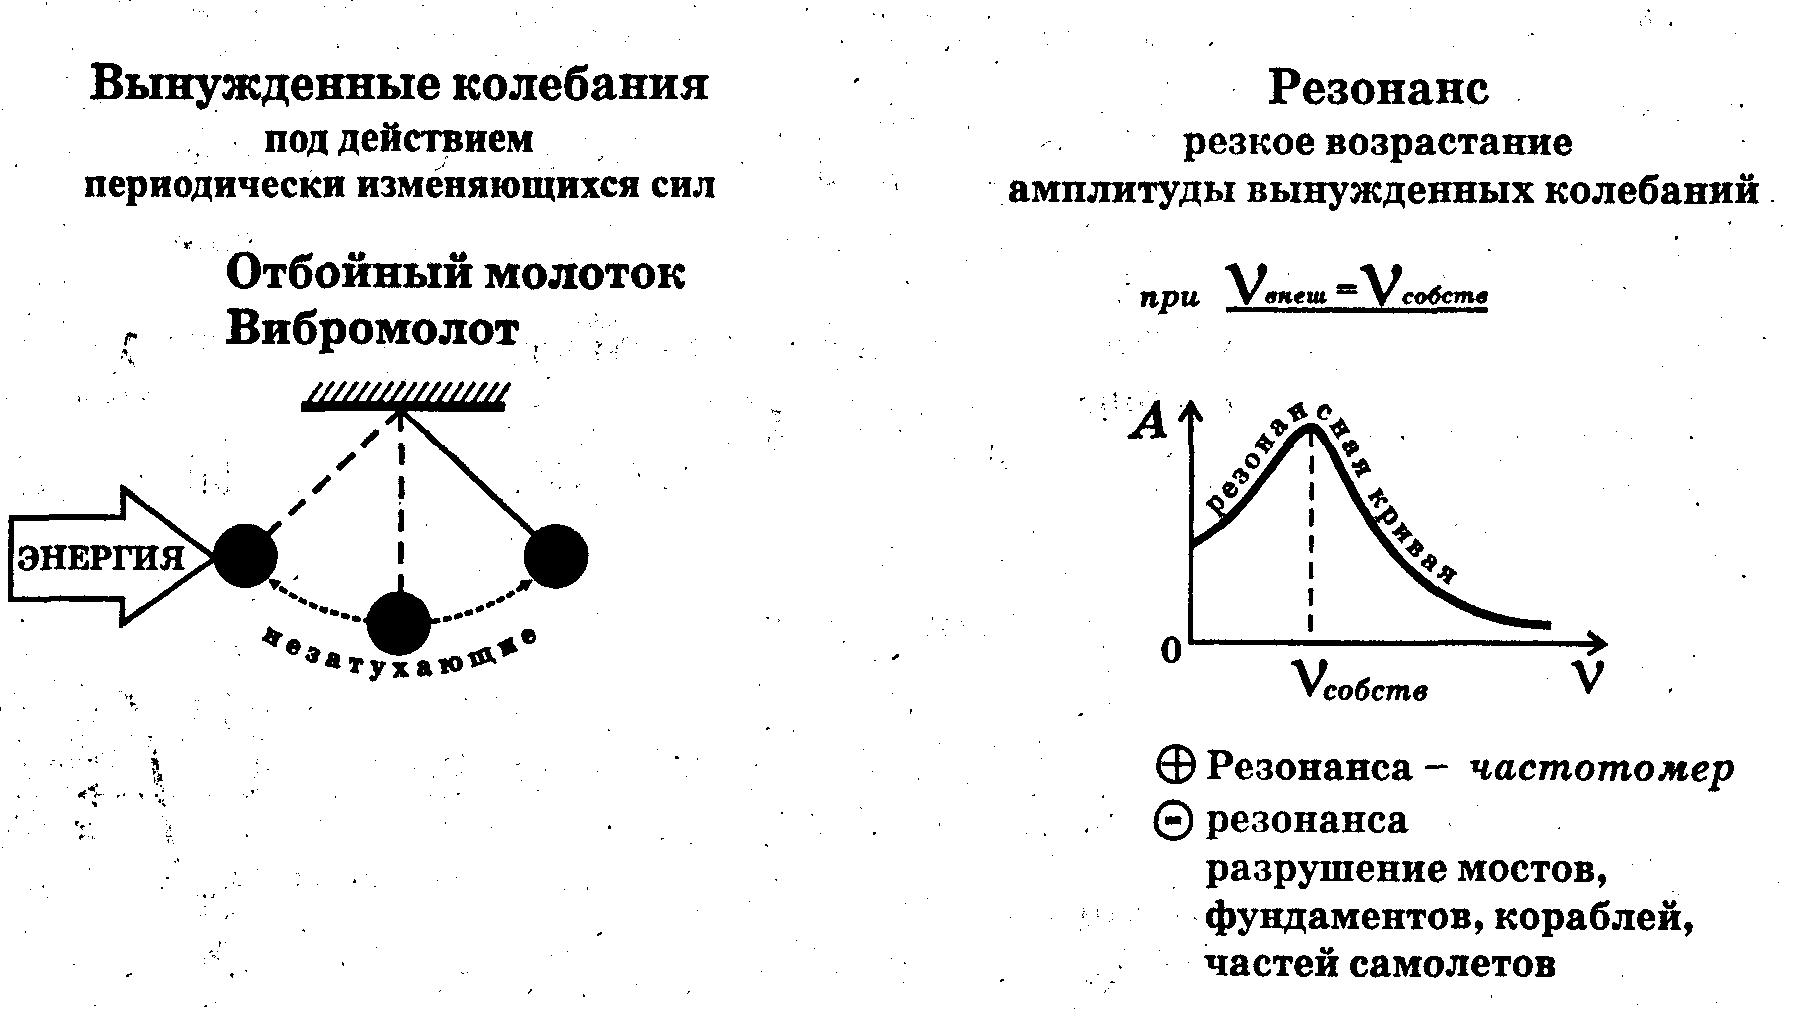 Вынужденные колебания
под действием
периодически изменяющихся сил
Отбойный молоток
Вибромолот
ЭНЕРГИЯ
незатухающие
Резонанс
резкое возрастание
амплитуды вынужденных колебаний
при νвнеш = νсобств
A
резонансная кривая
0
νсобств
ν
⊕ Резонанса – частотомер
⊖ резонанса
разрушение мостов,
фундаментов, кораблей,
частей самолетов